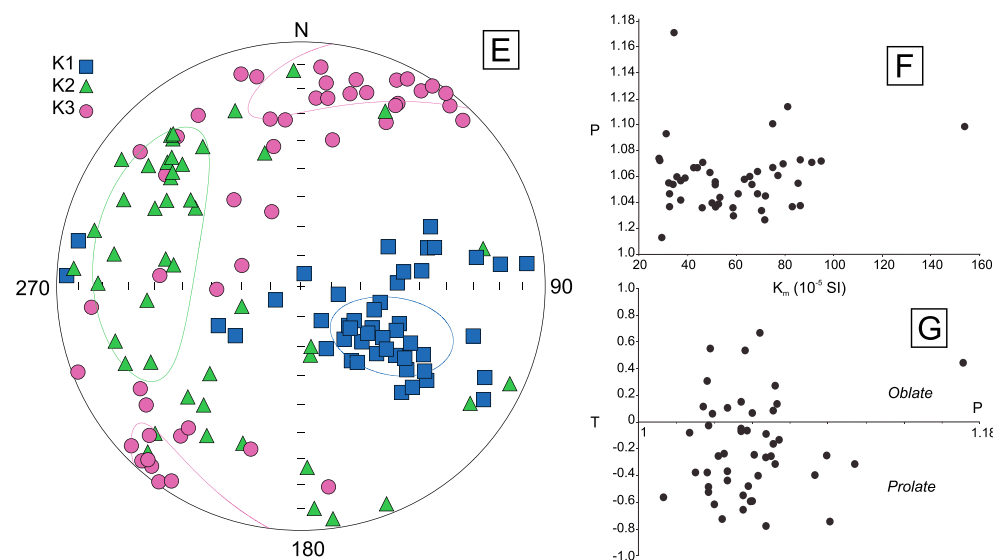 N
E
K1
K2
K3
270
90
180
1.18
1.16
1.14
1.12
P
1.10
1.08
1.06
1.04
1.02
1.0
F
20 40 60 80 100 120 140 160
Km (10-5 SI)
1.0
0.8
0.6
0.4
0.2
T 0
-0.2
-0.4
-0.6
-0.8
-1.0
G
Oblate
P
1 1.18
Prolate